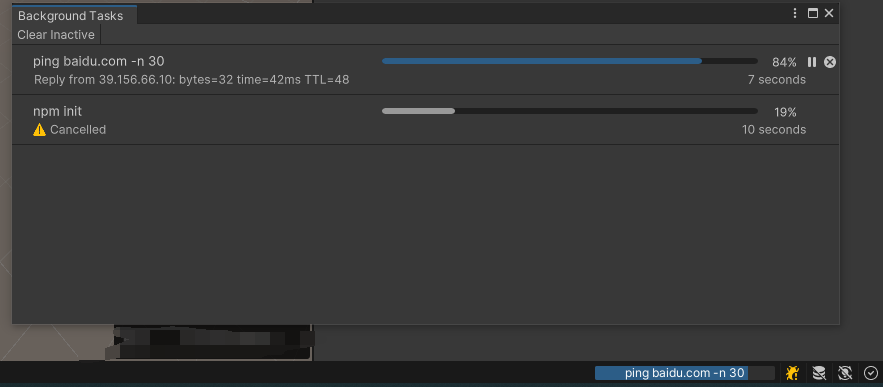 Background Tasks
Clear Inactive
ping baidu.com -n 30
84%
Reply from 39.156.66.10: bytes=32 time=42ms TTL=48
7 seconds
npm init
19%
Cancelled
10 seconds
ping baidu.com -n 30